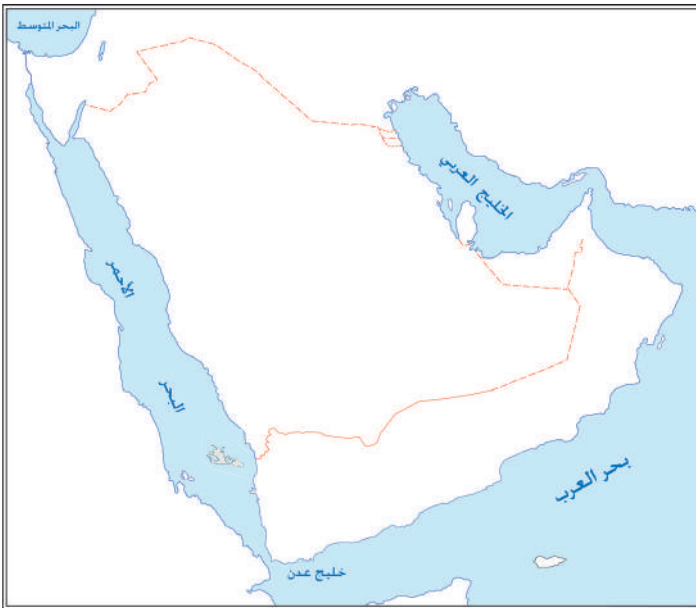 البحر المتوسط
الخليج العربي
البحر
الأحمر
بحر العرب
خليج عدن